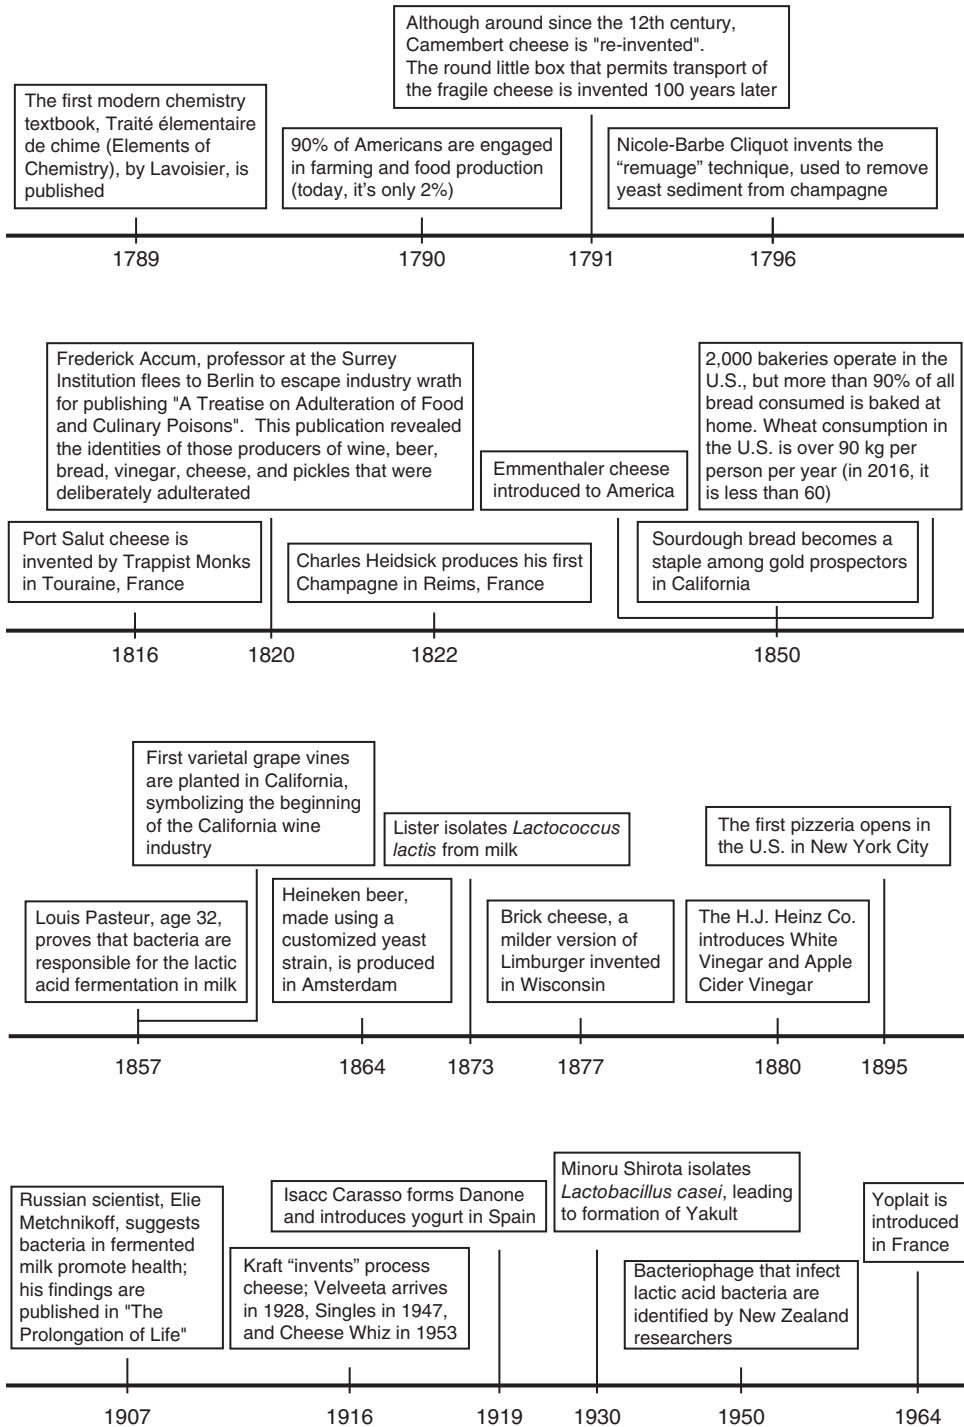 Although around since the 12th century,
Camembert cheese is "re-invented".
The round little box that permits transport of
the fragile cheese is invented 100 years later
The first modern chemistry
textbook, Traité élementaire
de chime (Elements of
Chemistry), by Lavoisier, is
published
90% of Americans are engaged
in farming and food production
(today, it's only 2%)
Nicole-Barbe Cliquot invents the
“remuage” technique, used to remove
yeast sediment from champagne
1789
1790
1791
1796
Frederick Accum, professor at the Surrey
Institution flees to Berlin to escape industry wrath
for publishing "A Treatise on Adulteration of Food
and Culinary Poisons".  This publication revealed
the identities of those producers of wine, beer,
bread, vinegar, cheese, and pickles that were
deliberately adulterated
2,000 bakeries operate in the
U.S., but more than 90% of all
bread consumed is baked at
home. Wheat consumption in
the U.S. is over 90 kg per
person per year (in 2016, it
is less than 60)
Emmenthaler cheese
introduced to America
Port Salut cheese is
invented by Trappist Monks
in Touraine, France
Charles Heidsick produces his first
Champagne in Reims, France
Sourdough bread becomes a
staple among gold prospectors
in California
1816
1820
1822
1850
First varietal grape vines
are planted in California,
symbolizing the beginning
of the California wine
industry
Lister isolates Lactococcus
lactis from milk
The first pizzeria opens in
the U.S. in New York City
Louis Pasteur, age 32,
proves that bacteria are
responsible for the lactic
acid fermentation in milk
Heineken beer,
made using a
customized yeast
strain, is produced
in Amsterdam
Brick cheese, a
milder version of
Limburger invented
in Wisconsin
The H.J. Heinz Co.
introduces White
Vinegar and Apple
Cider Vinegar
1857
1864
1873
1877
1880
1895
Russian scientist, Elie
Metchnikoff, suggests
bacteria in fermented
milk promote health;
his findings are
published in "The
Prolongation of Life"
Isacc Carasso forms Danone
and introduces yogurt in Spain
Minoru Shirota isolates
Lactobacillus casei, leading
to formation of Yakult
Yoplait is
introduced
in France
Kraft “invents” process
cheese; Velveeta arrives
in 1928, Singles in 1947,
and Cheese Whiz in 1953
Bacteriophage that infect
lactic acid bacteria are
identified by New Zealand
researchers
1907
1916
1919
1930
1950
1964